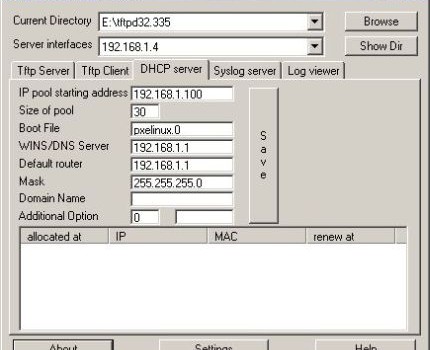 Current Directory E:\tftpd32.335 Browse
Server interfaces 192.168.1.4 Show Dir
Tftp Server Tftp Client DHCP server Syslog server Log viewer
IP pool starting address 192.168.1.100
Size of pool 30
Boot File pxelinux.0
WINS/DNS Server 192.168.1.1
Default router 192.168.1.1
Mask 255.255.255.0
Domain Name
Additional Option 0
Save
allocated at IP MAC renew at
About Settings Help